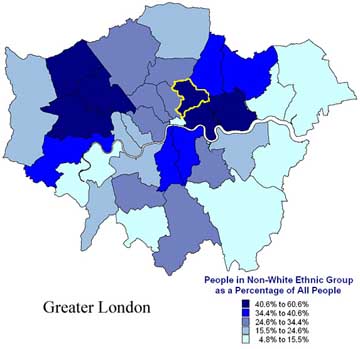 People in Non-White Ethnic Group
as a Percentage of All People
Greater London
40.6% to 60.6%
34.4% to 40.6%
24.6% to 34.4%
15.5% to 24.6%
4.8% to 15.5%